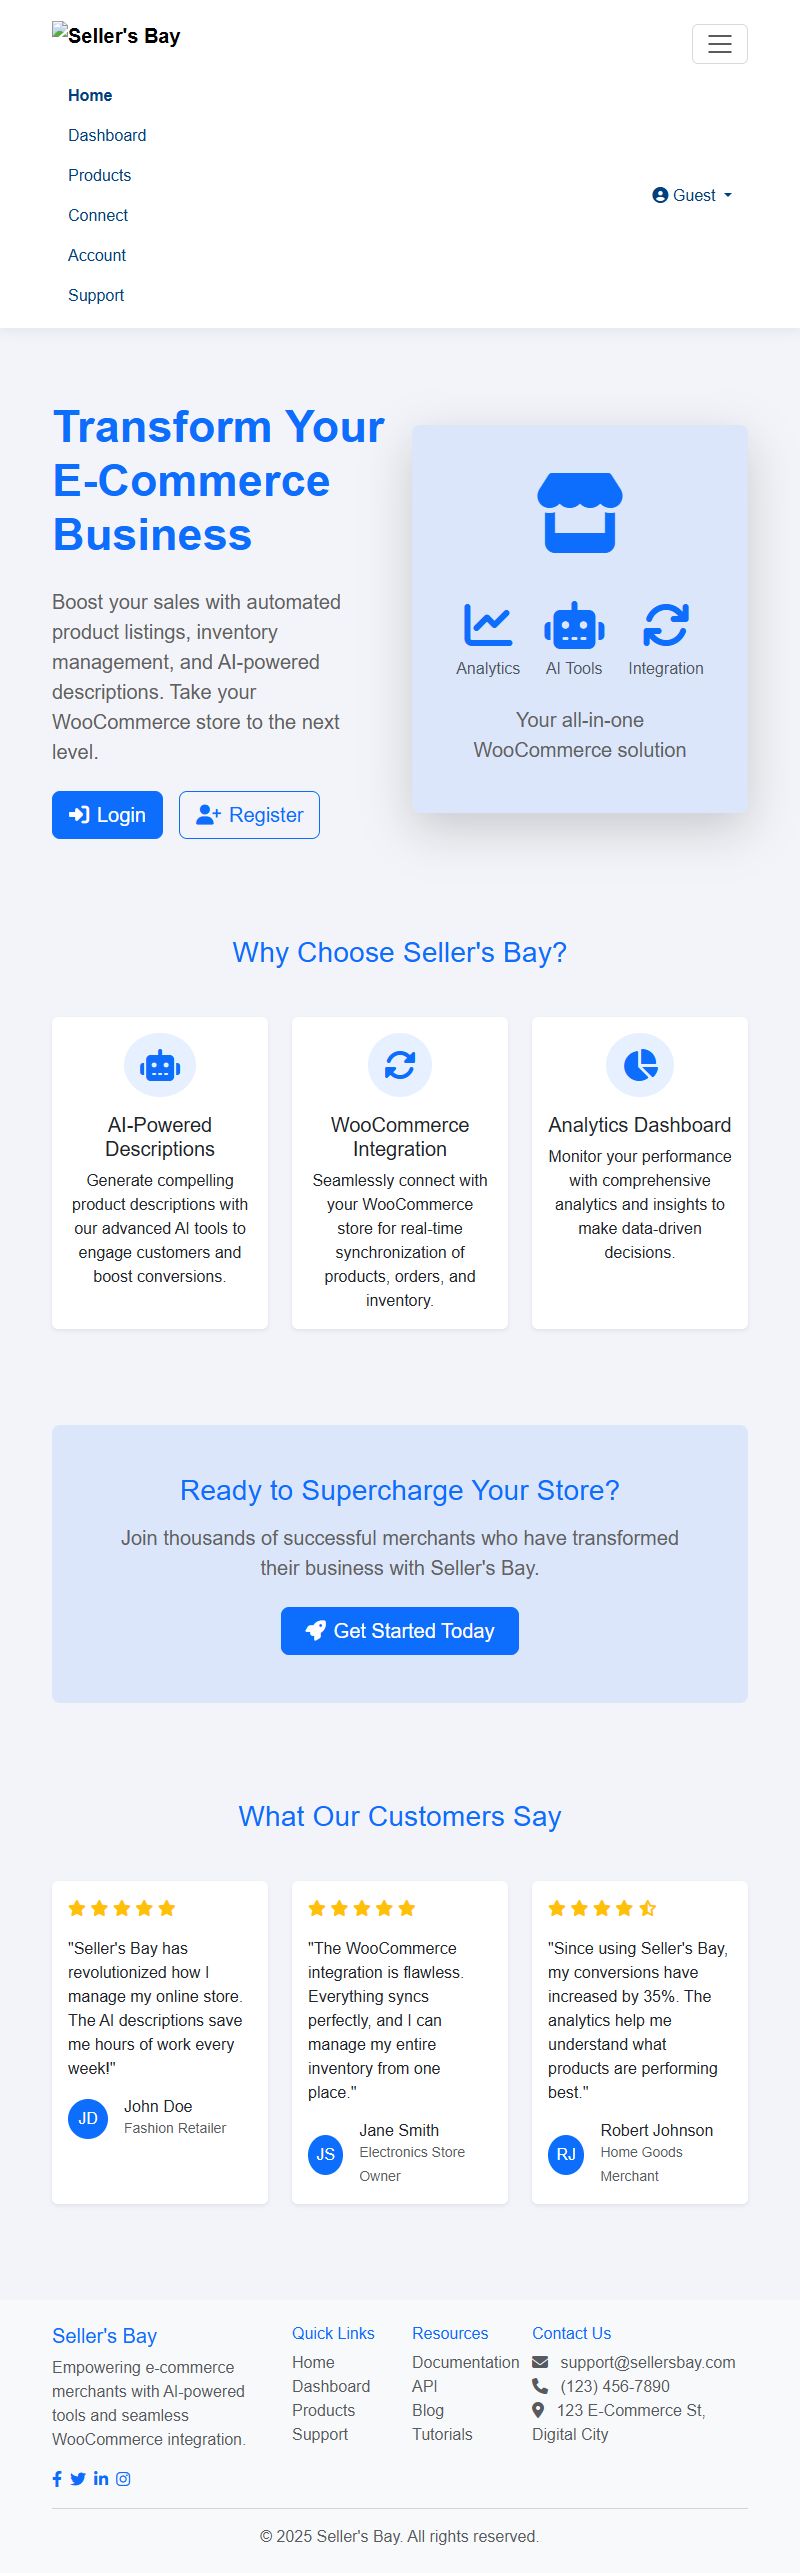 Seller's Bay
Home
Dashboard
Products
Connect
Account
Support
Guest
Transform Your
E-Commerce
Business
Boost your sales with automated
product listings, inventory
management, and AI-powered
descriptions. Take your
WooCommerce store to the next
level.
Login
Register
Analytics
AI Tools
Integration
Your all-in-one
WooCommerce solution
Why Choose Seller's Bay?
AI-Powered
Descriptions
Generate compelling
product descriptions with
our advanced AI tools to
engage customers and
boost conversions.
WooCommerce
Integration
Seamlessly connect with
your WooCommerce
store for real-time
synchronization of
products, orders, and
inventory.
Analytics Dashboard
Monitor your performance
with comprehensive
analytics and insights to
make data-driven
decisions.
Ready to Supercharge Your Store?
Join thousands of successful merchants who have transformed
their business with Seller's Bay.
Get Started Today
What Our Customers Say
"Seller's Bay has
revolutionized how I
manage my online store.
The AI descriptions save
me hours of work every
week!"
JD
John Doe
Fashion Retailer
"The WooCommerce
integration is flawless.
Everything syncs
perfectly, and I can
manage my entire
inventory from one
place."
JS
Jane Smith
Electronics Store
Owner
"Since using Seller's Bay,
my conversions have
increased by 35%. The
analytics help me
understand what
products are performing
best."
RJ
Robert Johnson
Home Goods
Merchant
Seller's Bay
Empowering e-commerce
merchants with AI-powered
tools and seamless
WooCommerce integration.
Quick Links
Home
Dashboard
Products
Support
Resources
Documentation
API
Blog
Tutorials
Contact Us
support@sellersbay.com
(123) 456-7890
123 E-Commerce St,
Digital City
© 2025 Seller's Bay. All rights reserved.